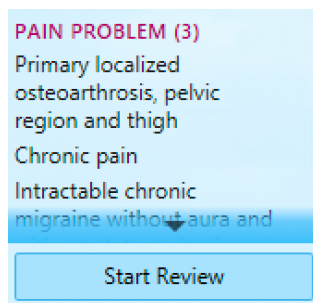 PAIN PROBLEM (3)
Primary localized
osteoarthrosis, pelvic
region and thigh
Chronic pain
Intractable chronic
migraine without aura and
Start Review